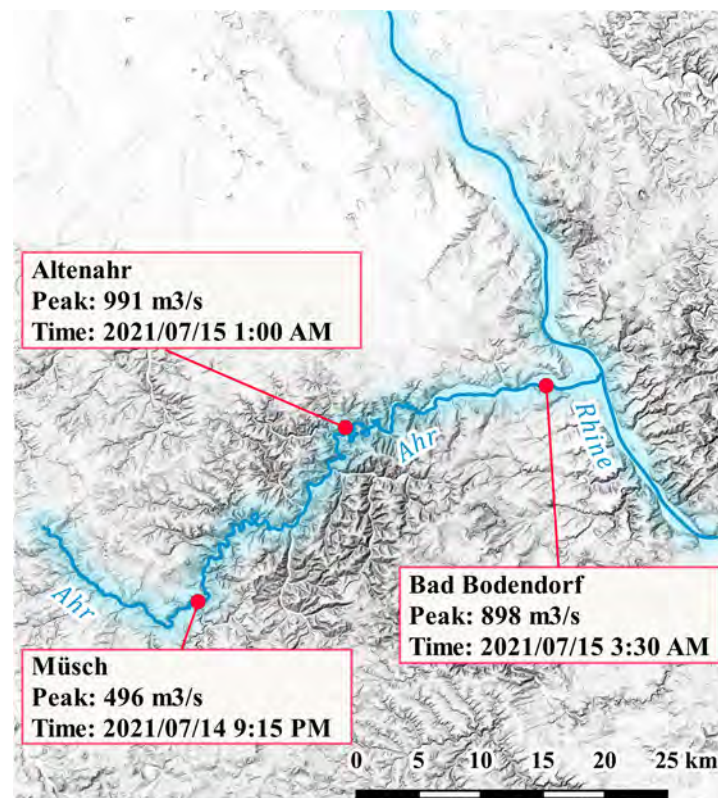 Altenahr
Peak: 991 m3/s
Time: 2021/07/15 1:00 AM
Ahr
Rhine
Bad Bodendorf
Peak: 898 m3/s
Time: 2021/07/15 3:30 AM
Ahr
Müsch
Peak: 496 m3/s
Time: 2021/07/14 9:15 PM
0 5 10 15 20 25 km